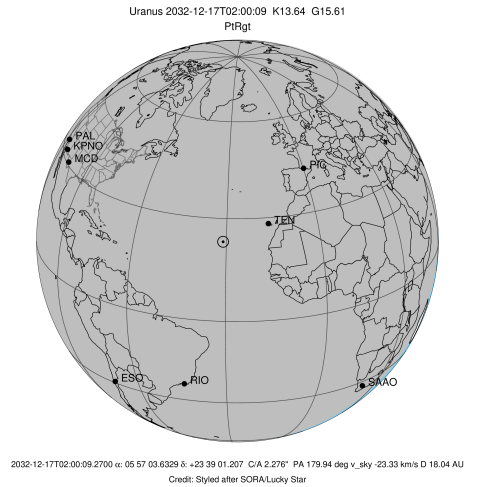 Uranus 2032-12-17T02:00:09  K13.64  G15.61
PtRgt
PAL
KPNO
MCD
PIC
TEN
ESO
RIO
SAAO
2032-12-17T02:00:09.2700 α: 05 57 03.6329 δ: +23 39 01.207  C/A 2.276"  PA 179.94 deg v_sky -23.33 km/s D 18.04 AU
Credit: Styled after SORA/Lucky Star